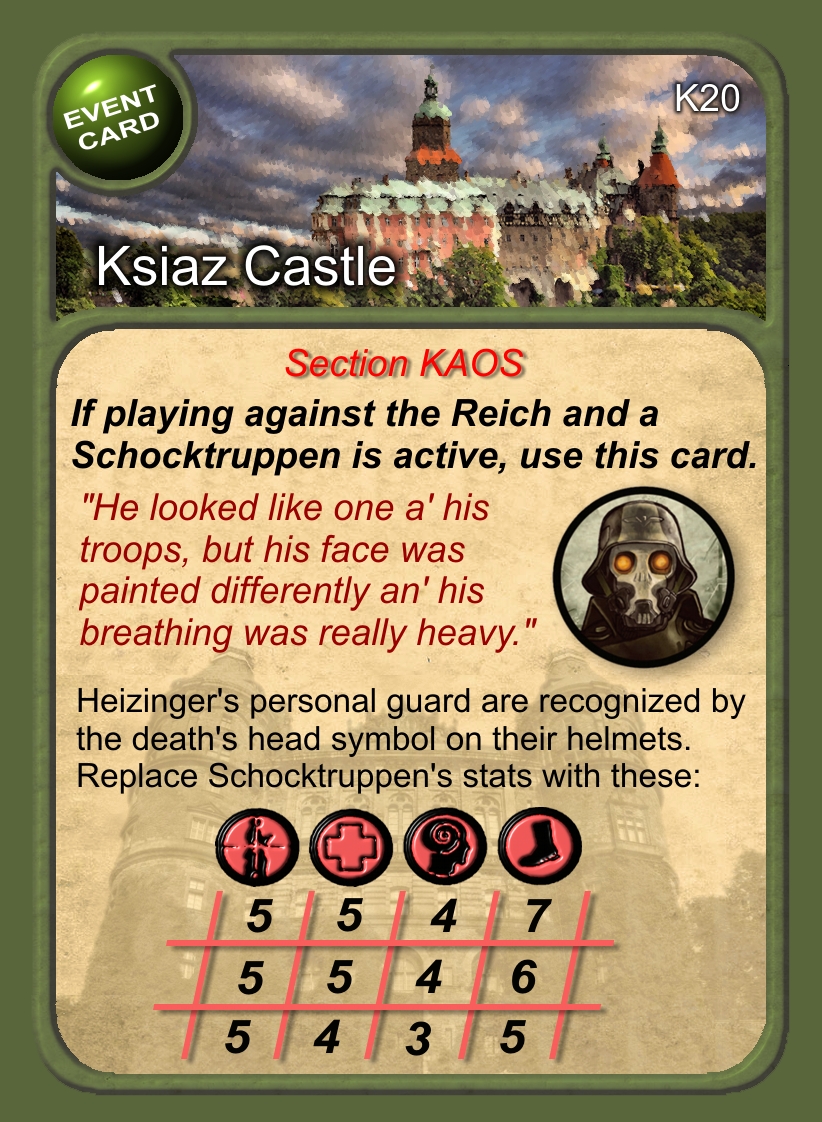 EVENT
CARD
K20
Ksiaz Castle
Section KAOS
If playing against the Reich and a
Schocktruppen is active, use this card.
"He looked like one a' his
troops, but his face was
painted differently an' his
breathing was really heavy."
Heizinger's personal guard are recognized by
the death's head symbol on their helmets.
Replace Schocktruppen's stats with these:
5 5 4 7
5 5 4 6
5 4 3 5